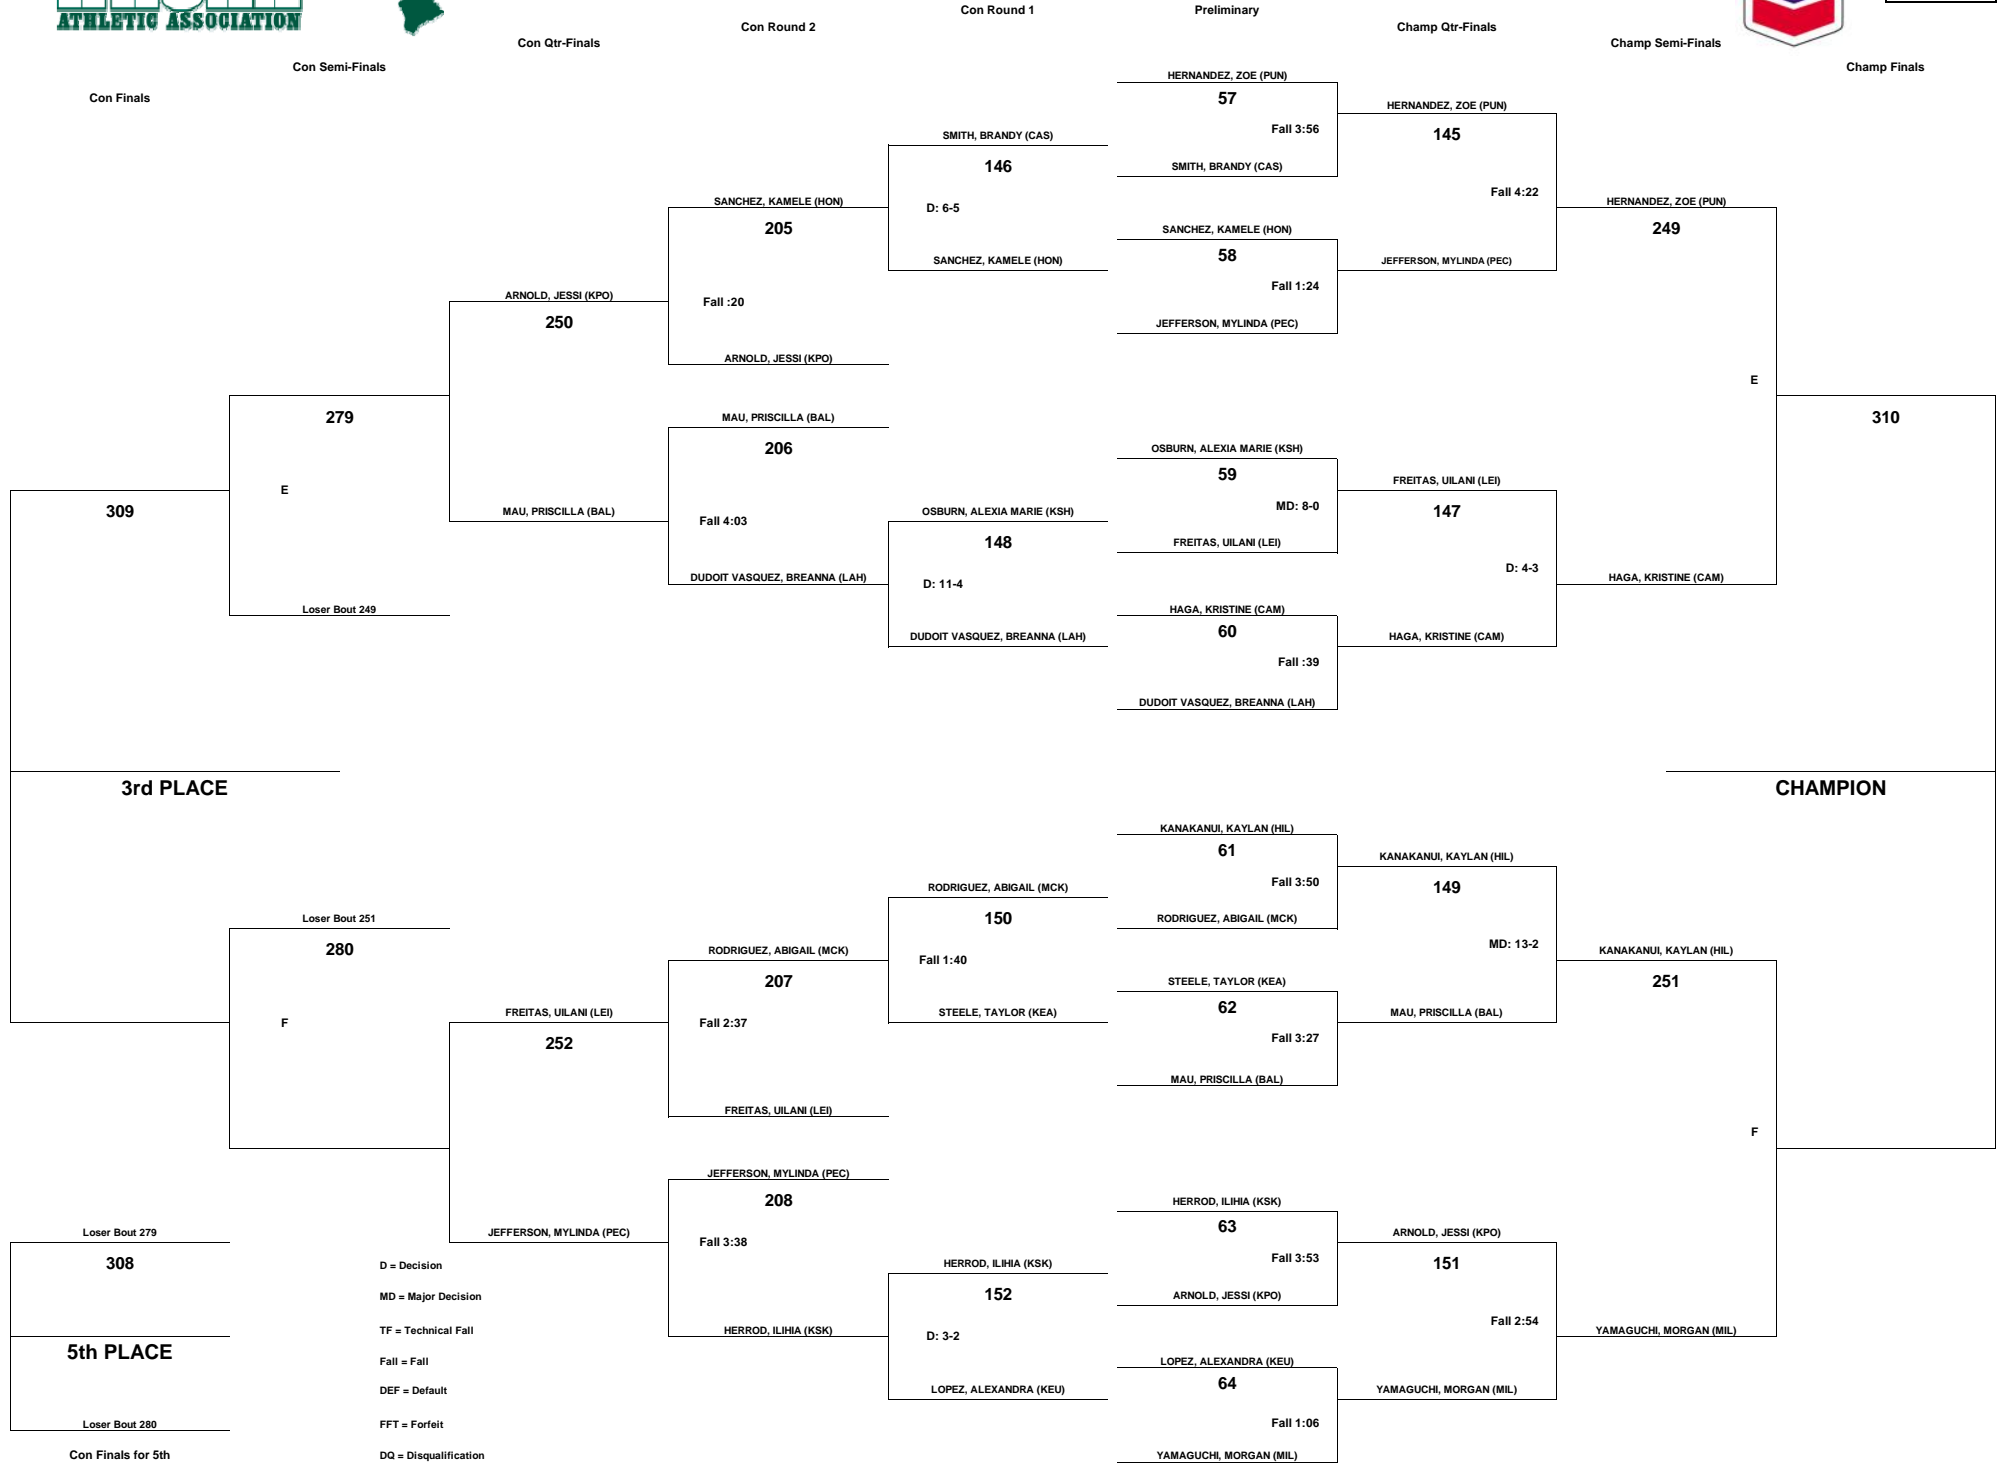 ATHLETIC ASSOCIATION
Con Finals
Con Semi-Finals
Con Qtr-Finals
Con Round 2
Con Round 1
Preliminary
Champ Qtr-Finals
Champ Semi-Finals
Champ Finals
HERNANDEZ, ZOE (PUN)
57
Fall 3:56
SMITH, BRANDY (CAS)
SANCHEZ, KAMELE (HON)
58
Fall 1:24
JEFFERSON, MYLINDA (PEC)
OSBURN, ALEXIA MARIE (KSH)
59
MD: 8-0
FREITAS, UILANI (LEI)
HAGA, KRISTINE (CAM)
60
Fall :39
DUDOIT VASQUEZ, BREANNA (LAH)
KANAKANUI, KAYLAN (HIL)
61
Fall 3:50
RODRIGUEZ, ABIGAIL (MCK)
STEELE, TAYLOR (KEA)
62
Fall 3:27
MAU, PRISCILLA (BAL)
HERROD, ILIHIA (KSK)
63
Fall 3:53
ARNOLD, JESSI (KPO)
LOPEZ, ALEXANDRA (KEU)
64
Fall 1:06
YAMAGUCHI, MORGAN (MIL)
HERNANDEZ, ZOE (PUN)
145
Fall 4:22
JEFFERSON, MYLINDA (PEC)
FREITAS, UILANI (LEI)
147
D: 4-3
HAGA, KRISTINE (CAM)
KANAKANUI, KAYLAN (HIL)
149
MD: 13-2
MAU, PRISCILLA (BAL)
ARNOLD, JESSI (KPO)
151
Fall 2:54
YAMAGUCHI, MORGAN (MIL)
HERNANDEZ, ZOE (PUN)
249
E
HAGA, KRISTINE (CAM)
KANAKANUI, KAYLAN (HIL)
251
F
YAMAGUCHI, MORGAN (MIL)
310
CHAMPION
SMITH, BRANDY (CAS)
146
D: 6-5
SANCHEZ, KAMELE (HON)
OSBURN, ALEXIA MARIE (KSH)
148
D: 11-4
DUDOIT VASQUEZ, BREANNA (LAH)
RODRIGUEZ, ABIGAIL (MCK)
150
Fall 1:40
STEELE, TAYLOR (KEA)
HERROD, ILIHIA (KSK)
152
D: 3-2
LOPEZ, ALEXANDRA (KEU)
SANCHEZ, KAMELE (HON)
205
Fall :20
ARNOLD, JESSI (KPO)
MAU, PRISCILLA (BAL)
206
Fall 4:03
DUDOIT VASQUEZ, BREANNA (LAH)
RODRIGUEZ, ABIGAIL (MCK)
207
Fall 2:37
FREITAS, UILANI (LEI)
JEFFERSON, MYLINDA (PEC)
208
Fall 3:38
HERROD, ILIHIA (KSK)
ARNOLD, JESSI (KPO)
250
MAU, PRISCILLA (BAL)
FREITAS, UILANI (LEI)
252
JEFFERSON, MYLINDA (PEC)
279
E
Loser Bout 249
Loser Bout 251
280
F
309
3rd PLACE
Loser Bout 279
308
5th PLACE
Loser Bout 280
Con Finals for 5th
D = Decision
MD = Major Decision
TF = Technical Fall
Fall = Fall
DEF = Default
FFT = Forfeit
DQ = Disqualification